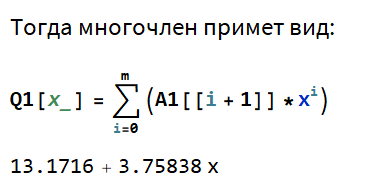 Тогда многочлен примет вид:
Q1[x_] = ∑_{i=0}^{m} (A1[[i + 1]] * x^i)
13.1716 + 3.75838 x